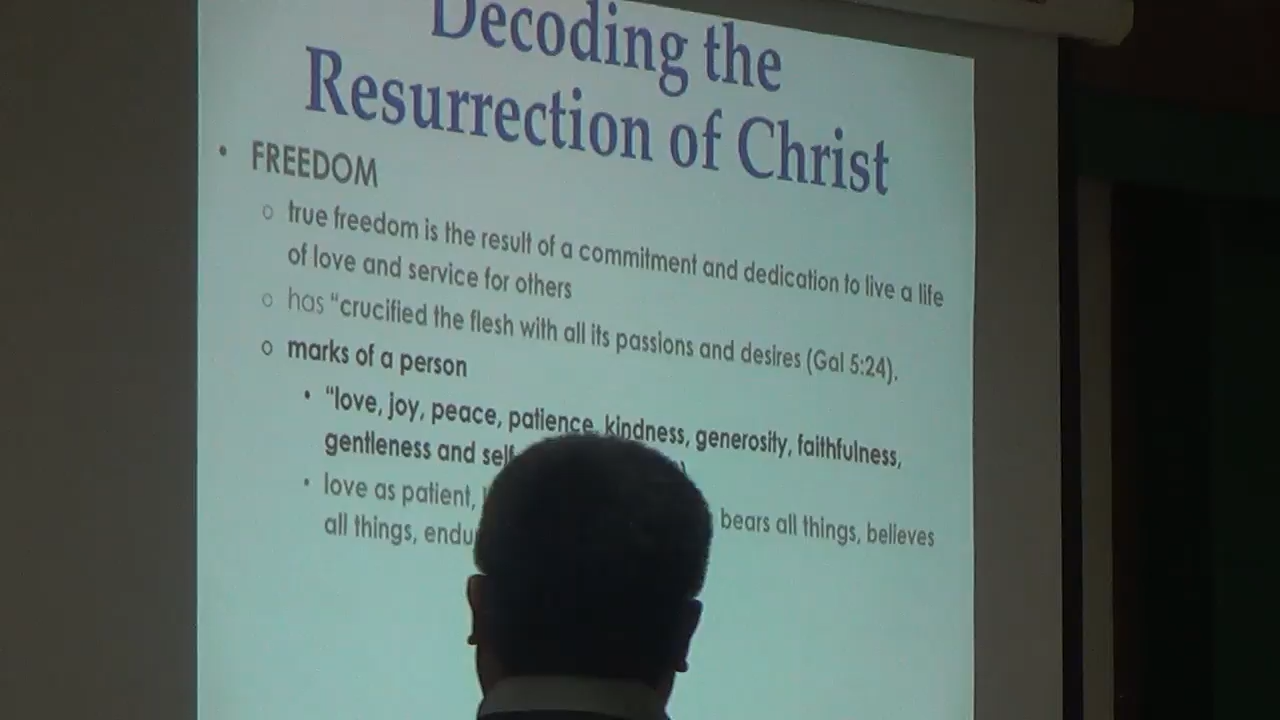 Decoding the
Resurrection of Christ
• FREEDOM
○ true freedom is the result of a commitment and dedication to live a life
of love and service for others
○ has “crucified the flesh with all its passions and desires (Gal 5:24).
○ marks of a person
• “love, joy, peace, patience, kindness, generosity, faithfulness,
gentleness and self
• love as patient, bears all things, believes
all things,